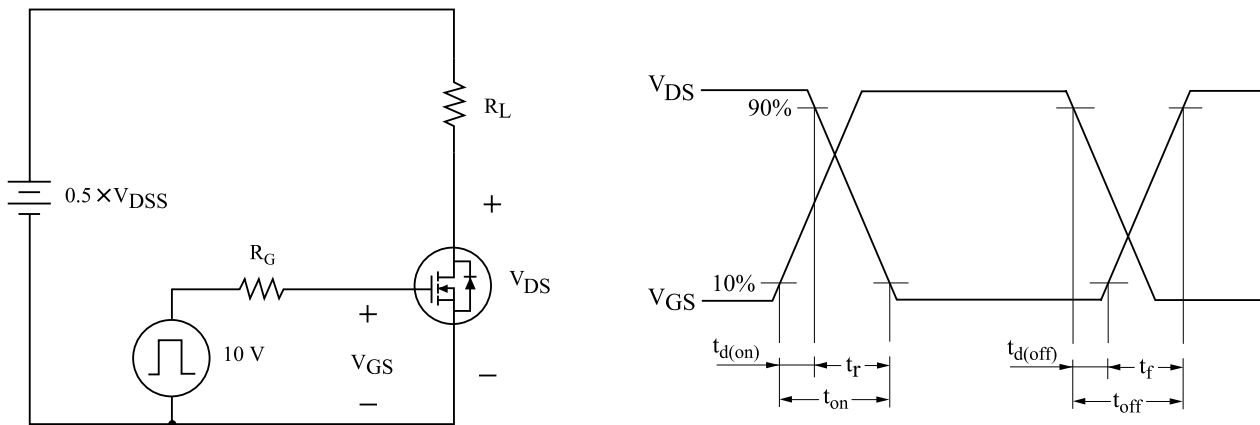 R_L
0.5 ×V_DSS
+
R_G
V_DS
+
10 V
V_GS
−
−
V_DS
90%
10%
V_GS
t_d(on)
t_r
t_on
t_d(off)
t_f
t_off